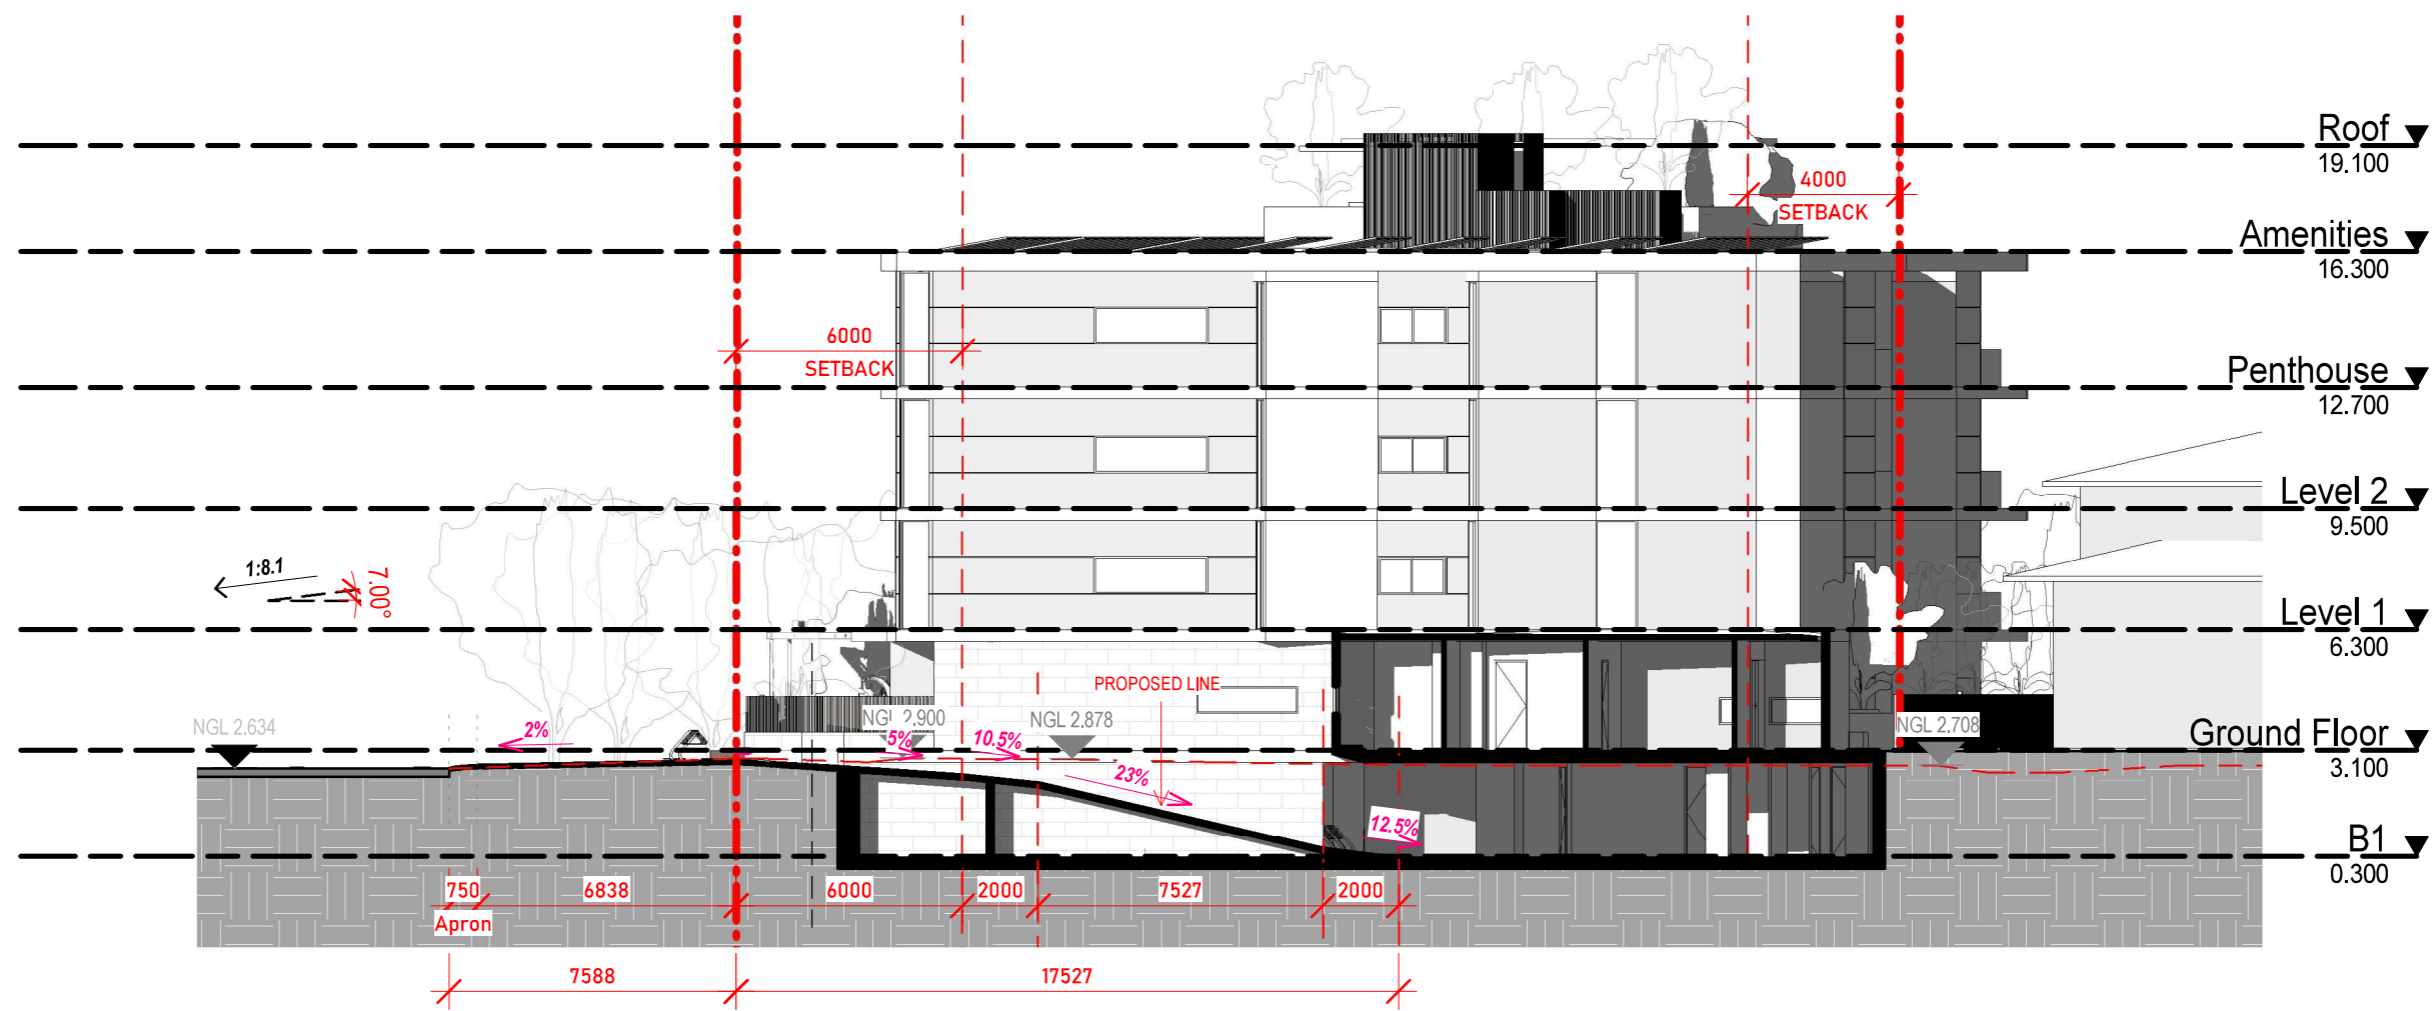 Roof
19.100
4000
SETBACK
Amenities
16.300
6000
SETBACK
Penthouse
12.700
Level 2
9.500
1:8.1
7.00°
Level 1
6.300
PROPOSED LINE
NGL 2.634
2%
NGL 2.900
5%
10.5%
NGL 2.878
NGL 2.708
Ground Floor
3.100
23%
12.5%
B1
0.300
750
6838
6000
2000
7527
2000
Apron
7588
17527